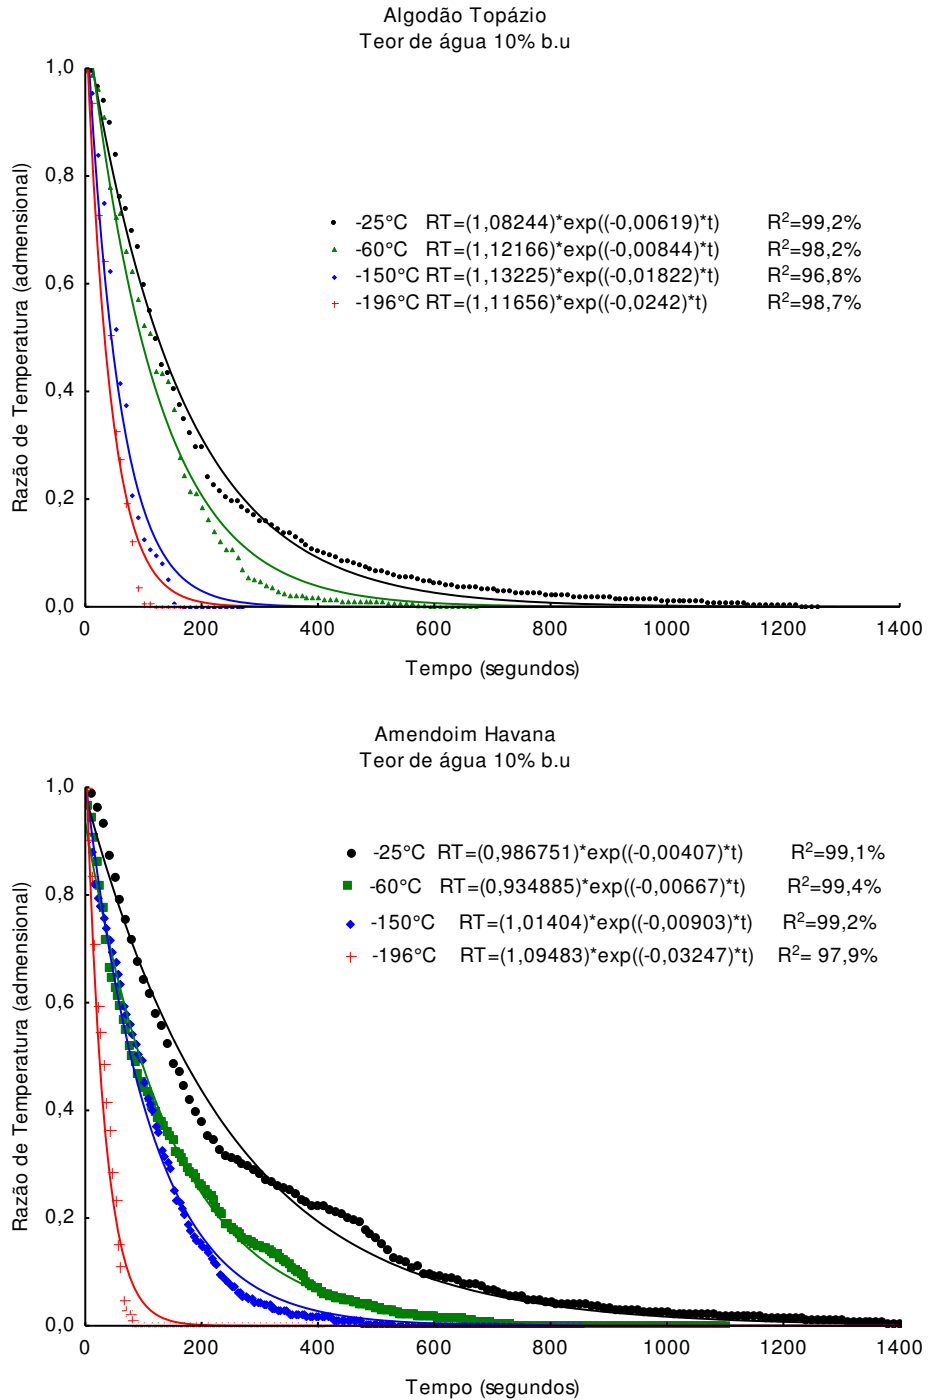 Algodão Topázio
Teor de água 10% b.u
1,0
0,8
0,6
0,4
0,2
0,0
Razão de Temperatura (admensional)
-25°C RT=(1,08244)*exp((-0,00619)*t) R²=99,2%
-60°C RT=(1,12166)*exp((-0,00844)*t) R²=98,2%
-150°C RT=(1,13225)*exp((-0,01822)*t) R²=96,8%
-196°C RT=(1,11656)*exp((-0,0242)*t) R²=98,7%
0 200 400 600 800 1000 1200 1400
Tempo (segundos)
Amendoim Havana
Teor de água 10% b.u
1,0
0,8
0,6
0,4
0,2
0,0
Razão de Temperatura (admensional)
-25°C RT=(0,986751)*exp((-0,00407)*t) R²=99,1%
-60°C RT=(0,934885)*exp((-0,00667)*t) R²=99,4%
-150°C RT=(1,01404)*exp((-0,00903)*t) R²=99,2%
-196°C RT=(1,09483)*exp((-0,03247)*t) R²= 97,9%
0 200 400 600 800 1000 1200 1400
Tempo (segundos)